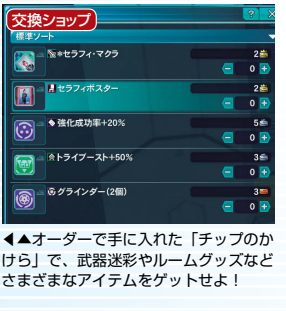 交換ショップ
標準ソート
*セラフィ・マクラ 2
0
セラフィポスター 2
0
強化成功率+20% 5
0
トライブースト+50% 3
0
グラインダー(2個) 3
0
◀▲オーダーで手に入れた「チップのか
けら」で、武器迷彩やルームグッズなど
さまざまなアイテムをゲットせよ!